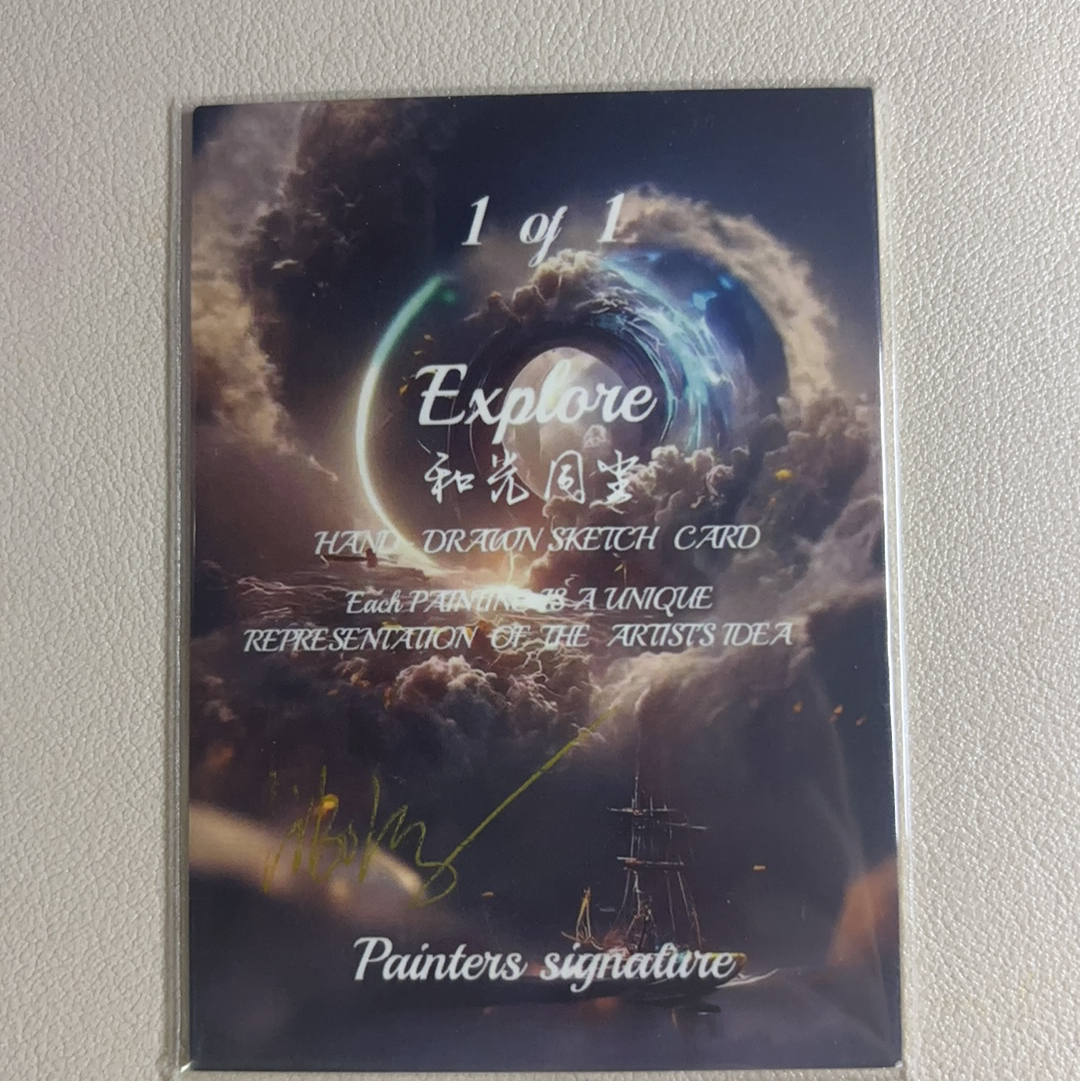 1 of 1
Explore
和光同尘
HAND DRAWN SKETCH CARD
Each PAINTING IS A UNIQUE
REPRESENTATION OF THE ARTIST'S IDEA
Painters signature